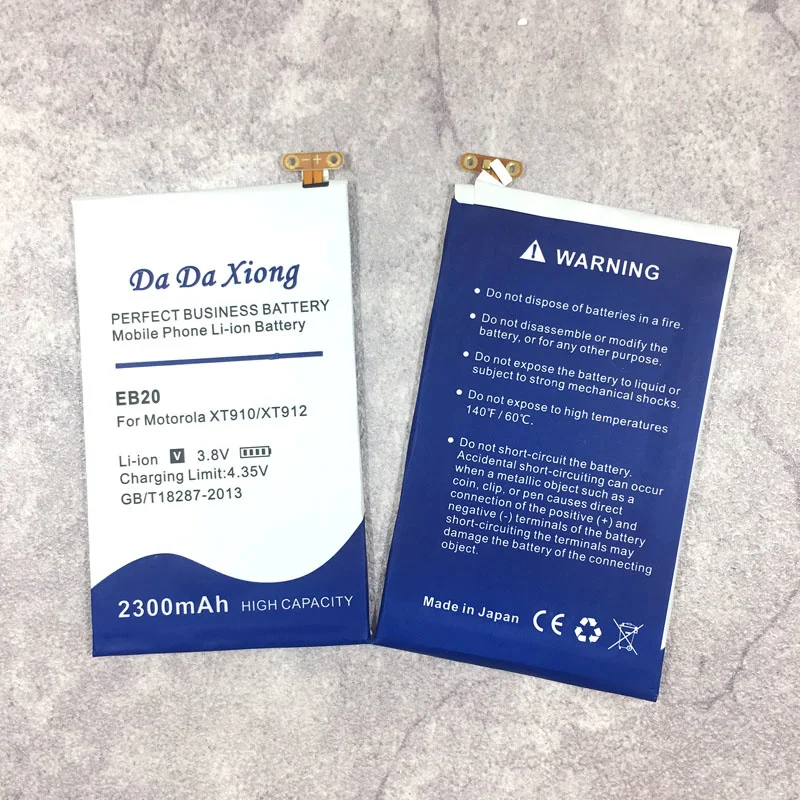 − +
Da Da Xiong
PERFECT BUSINESS BATTERY
Mobile Phone Li-ion Battery
EB20
For Motorola XT910/XT912
Li-ion V 3.8V
Charging Limit:4.35V
GB/T18287-2013
2300mAh HIGH CAPACITY
WARNING
• Do not dispose of batteries in a fire.
• Do not disassemble or modify the
battery, or for any other purpose.
• Do not expose the battery to liquid or
subject to strong mechanical shocks.
• Do not expose to high temperatures
140℉/60℃.
• Do not short-circuit the battery.
Accidental short-circuiting can occur
when a metallic object such as a
coin, clip, or pen causes direct
connection of the positive (+) and
negative (-) terminals of the battery
short-circuiting the terminals may
damage the battery of the connecting
object.
Made in Japan CE